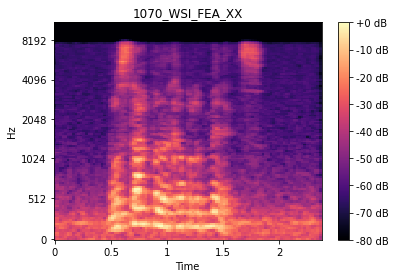 1070_WSI_FEA_XX
+0 dB
8192
-10 dB
4096
-20 dB
-30 dB
2048
-40 dB
Hz
1024
-50 dB
-60 dB
512
-70 dB
0
-80 dB
0 0.5 1 1.5 2
Time